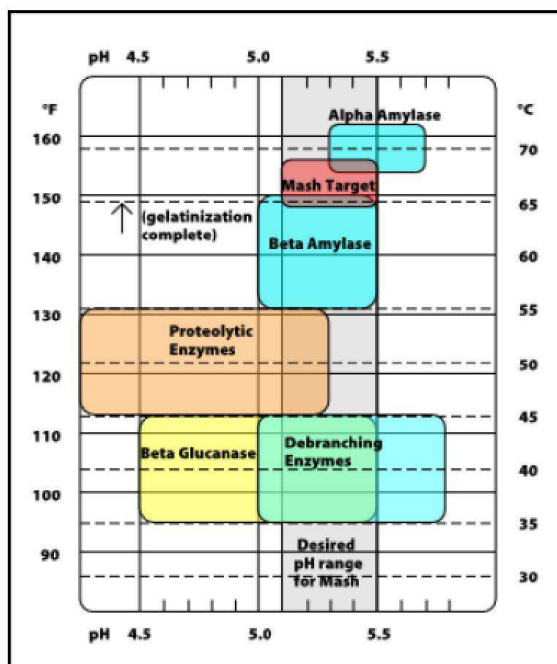 pH 4.5 5.0 5.5
°F °C
Alpha Amylase
160 70
Mash Target
150 65
(gelatinization
complete)
Beta Amylase
140 60
130 55
Proteolytic
Enzymes
50
120
45
110
Beta Glucanase Debranching
Enzymes
40
100
35
Desired
pH range
for Mash
90
30
pH 4.5 5.0 5.5